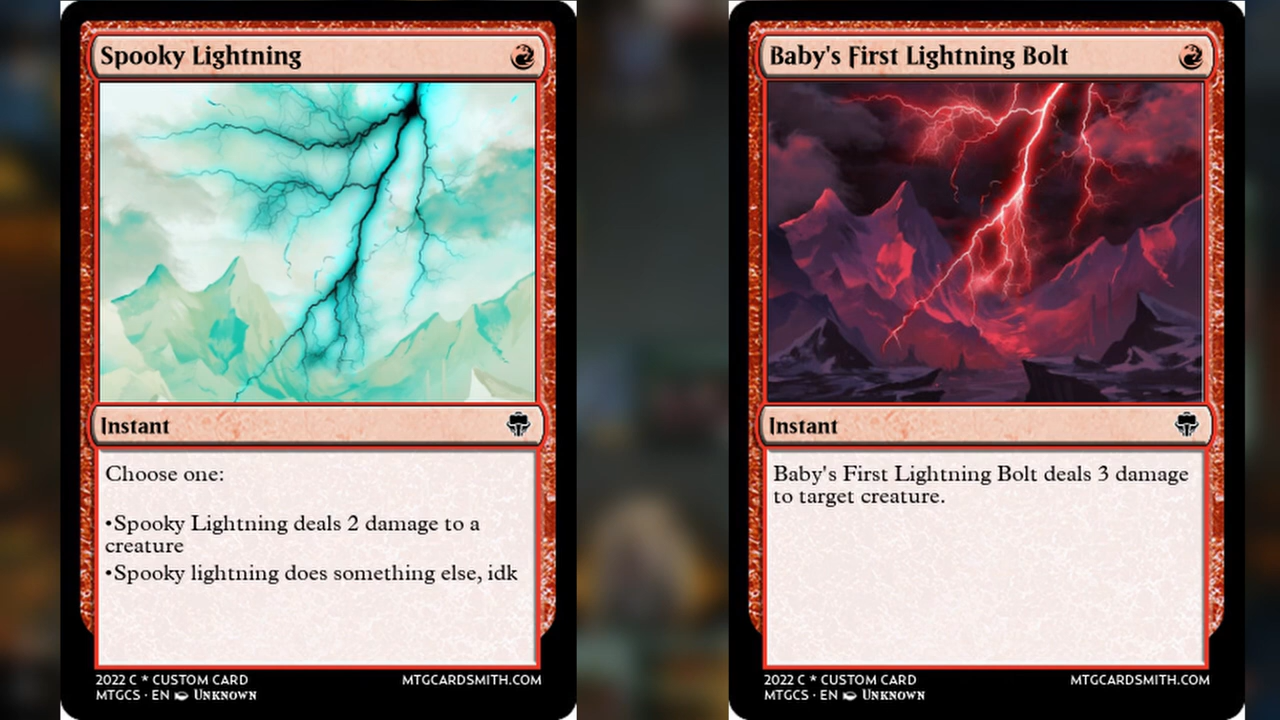 Spooky Lightning
Instant
Choose one:
•Spooky Lightning deals 2 damage to a
creature
•Spooky lightning does something else, idk
2022 C * CUSTOM CARD
MTGCARDSMITH.COM
MTGCS · EN UNKNOWN
Baby's First Lightning Bolt
Instant
Baby's First Lightning Bolt deals 3 damage
to target creature.
2022 C * CUSTOM CARD
MTGCARDSMITH.COM
MTGCS · EN UNKNOWN